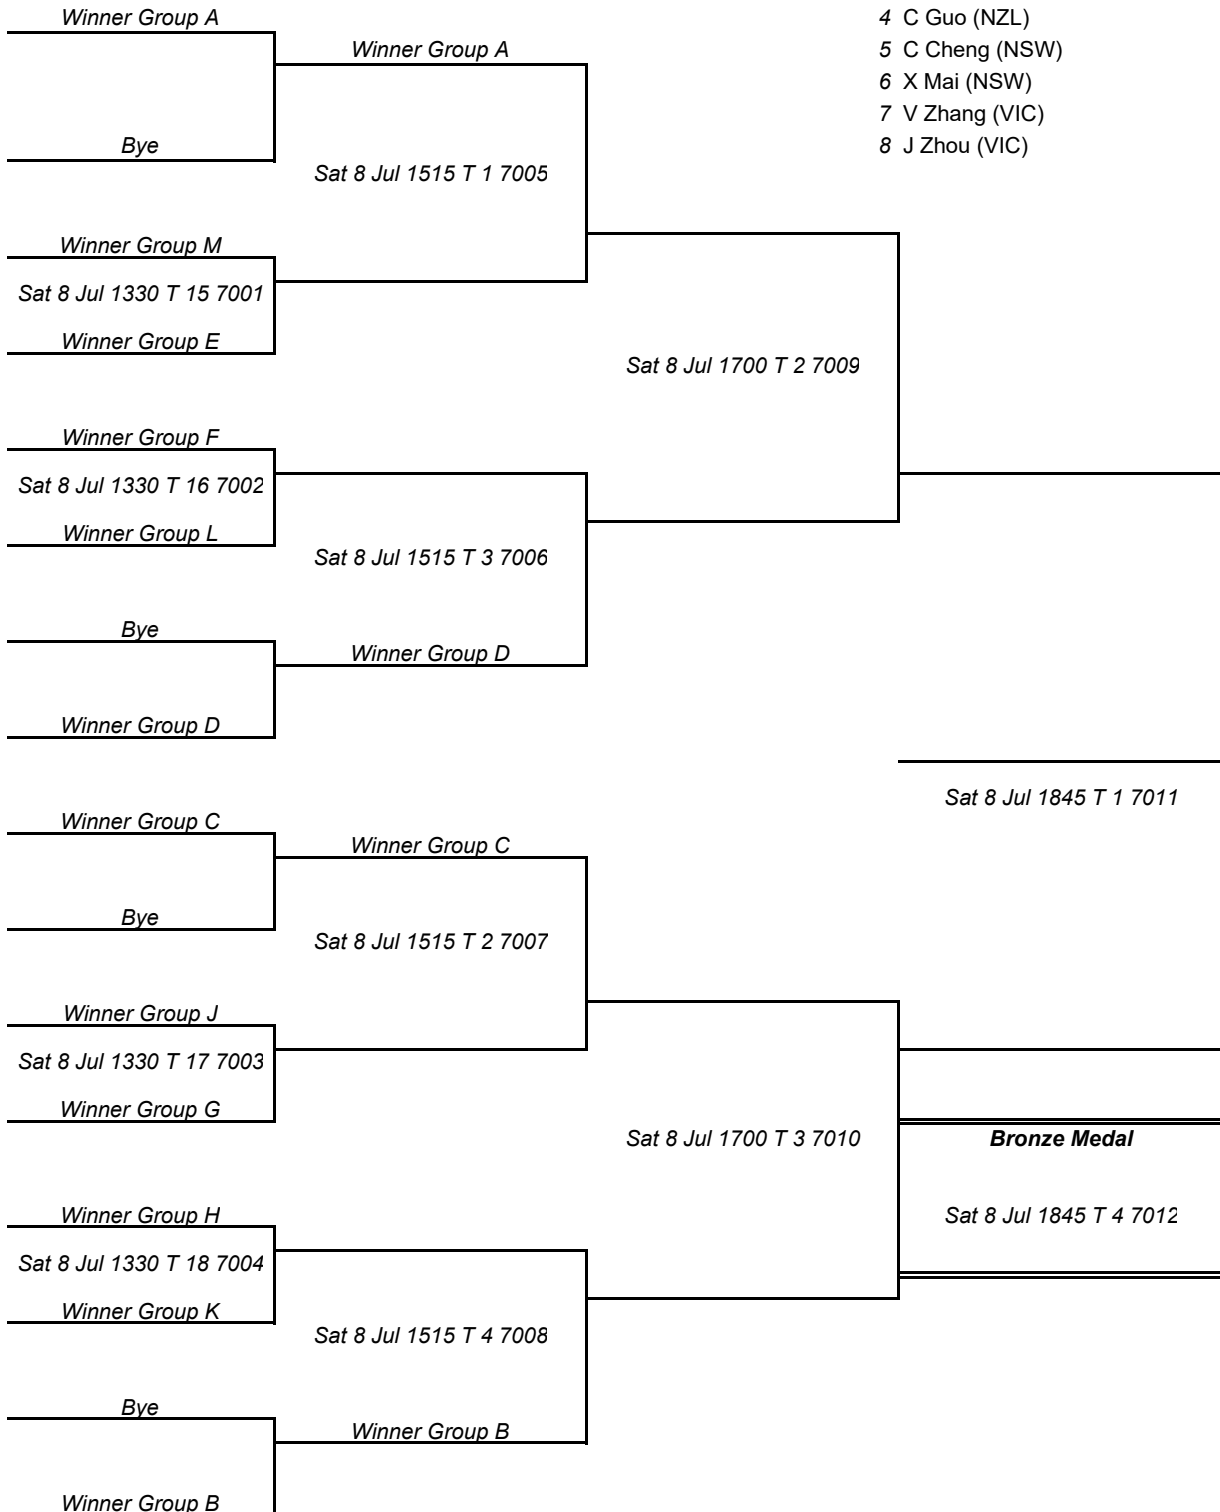 Winner Group A
4 C Guo (NZL)
Winner Group A
5 C Cheng (NSW)
6 X Mai (NSW)
7 V Zhang (VIC)
Bye
8 J Zhou (VIC)
Sat 8 Jul 1515 T 1 7005
Winner Group M
Sat 8 Jul 1330 T 15 7001
Winner Group E
Sat 8 Jul 1700 T 2 7009
Winner Group F
Sat 8 Jul 1330 T 16 7002
Winner Group L
Sat 8 Jul 1515 T 3 7006
Bye
Winner Group D
Winner Group D
Sat 8 Jul 1845 T 1 7011
Winner Group C
Winner Group C
Bye
Sat 8 Jul 1515 T 2 7007
Winner Group J
Sat 8 Jul 1330 T 17 7003
Winner Group G
Sat 8 Jul 1700 T 3 7010
Bronze Medal
Winner Group H
Sat 8 Jul 1845 T 4 7012
Sat 8 Jul 1330 T 18 7004
Winner Group K
Sat 8 Jul 1515 T 4 7008
Bye
Winner Group B
Winner Group B